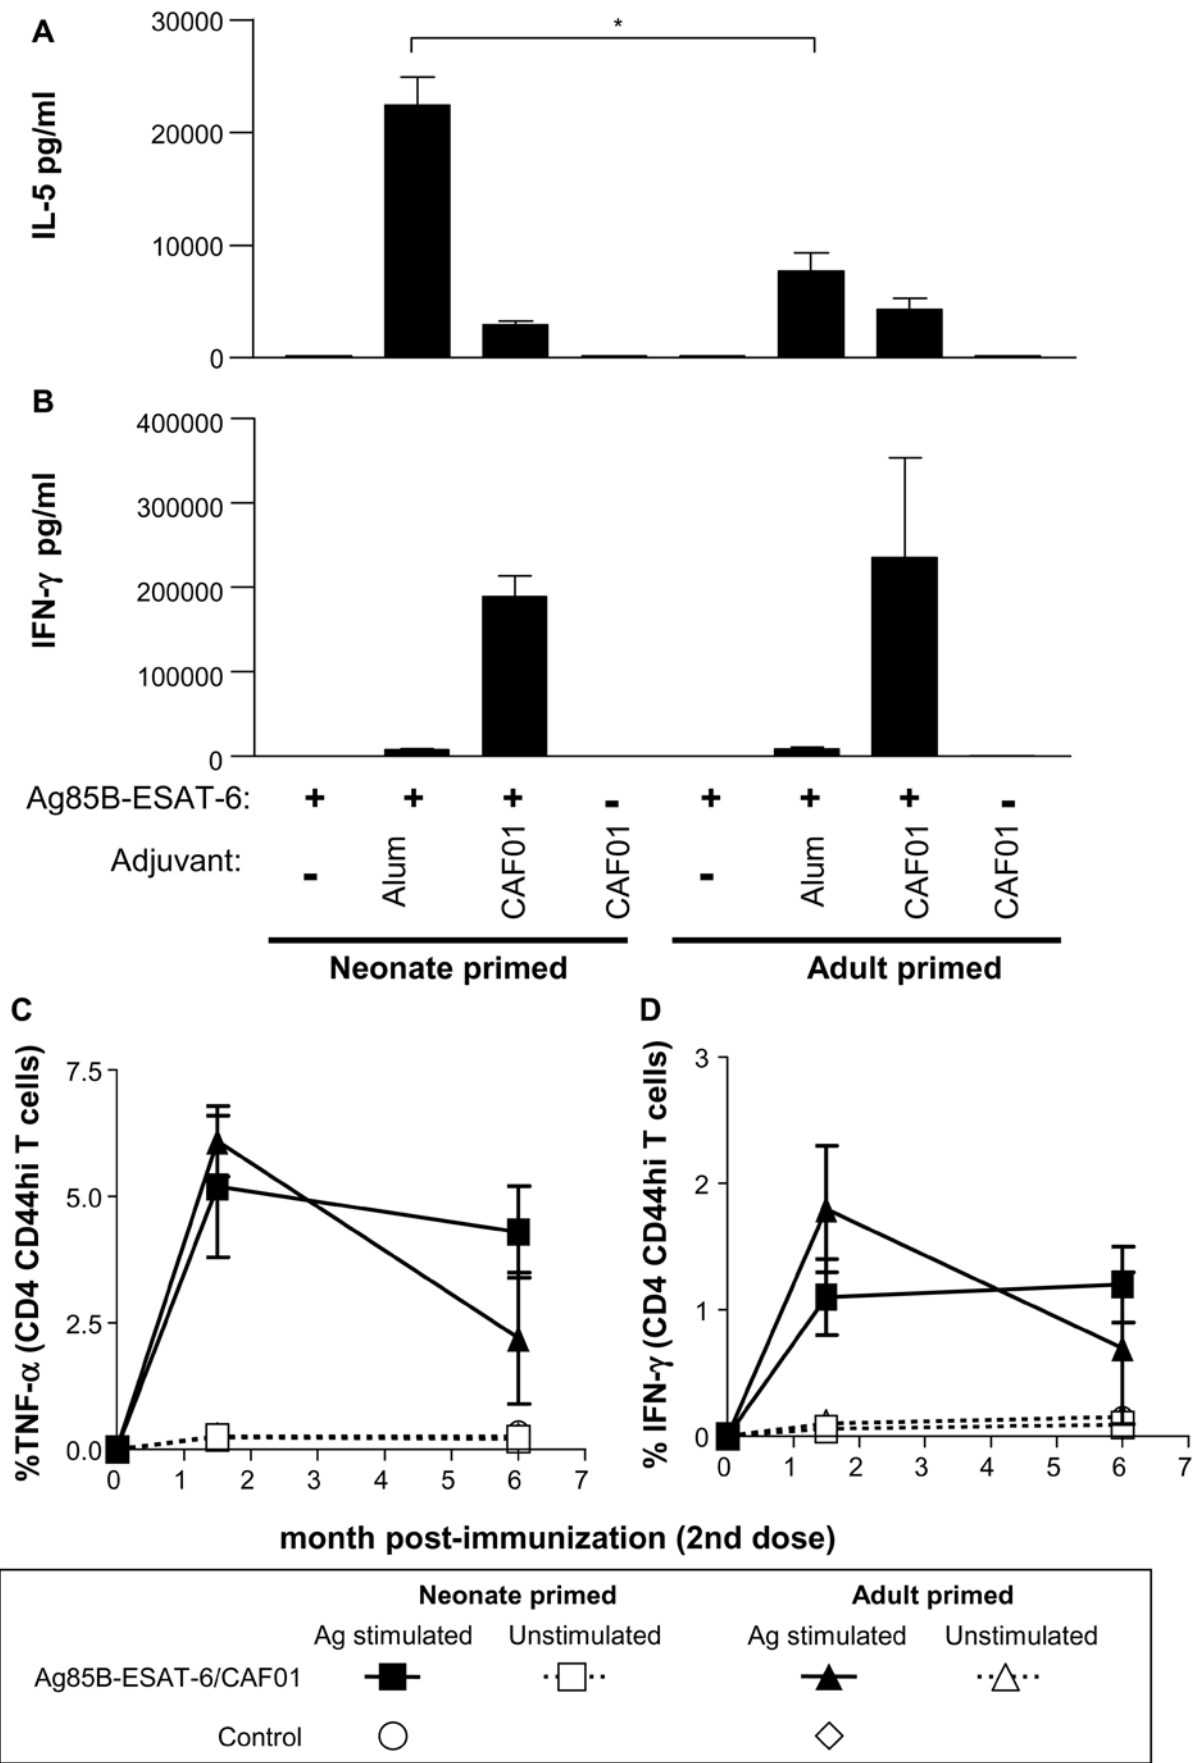 A
*
IL-5 pg/ml
30000
20000
10000
0
B
IFN-γ pg/ml
400000
300000
200000
100000
0
Ag85B-ESAT-6: + + + - + + + -
Adjuvant: - Alum CAF01 CAF01 - Alum CAF01 CAF01
Neonate primed Adult primed
C
%TNF-α (CD4 CD44hi T cells)
7.5
5.0
2.5
0.0
0 1 2 3 4 5 6 7
D
% IFN-γ (CD4 CD44hi T cells)
3
2
1
0
0 1 2 3 4 5 6 7
month post-immunization (2nd dose)
Neonate primed Adult primed
Ag stimulated Unstimulated Ag stimulated Unstimulated
Ag85B-ESAT-6/CAF01
Control